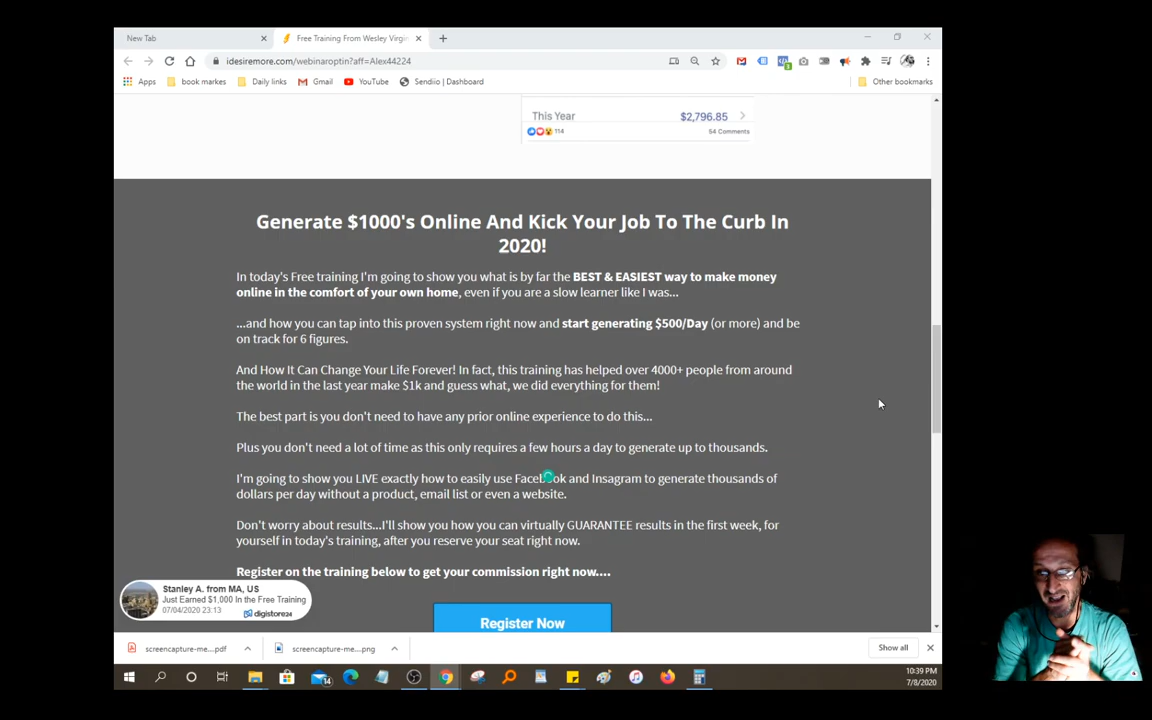 New Tab
Free Training From Wesley Virgin
idesiremore.com/webinaroptin?aff=Alex44224
Apps
book markes
Daily links
Gmail
YouTube
Sendiio | Dashboard
Other bookmarks
This Year
$2,796.85
114
54 Comments
Generate $1000's Online And Kick Your Job To The Curb In
2020!
In today's Free training I'm going to show you what is by far the BEST & EASIEST way to make money
online in the comfort of your own home, even if you are a slow learner like I was...
...and how you can tap into this proven system right now and start generating $500/Day (or more) and be
on track for 6 figures.
And How It Can Change Your Life Forever! In fact, this training has helped over 4000+ people from around
the world in the last year make $1k and guess what, we did everything for them!
The best part is you don't need to have any prior online experience to do this...
Plus you don't need a lot of time as this only requires a few hours a day to generate up to thousands.
I'm going to show you LIVE exactly how to easily use Facebook and Insagram to generate thousands of
dollars per day without a product, email list or even a website.
Don't worry about results...I'll show you how you can virtually GUARANTEE results in the first week, for
yourself in today's training, after you reserve your seat right now.
Register on the training below to get your commission right now....
Stanley A. from MA, US
Just Earned $1,000 In the Free Training
07/04/2020 23:13
digistore24
Register Now
screencapture-me....pdf
screencapture-me....png
Show all
14
10:39 PM
7/8/2020